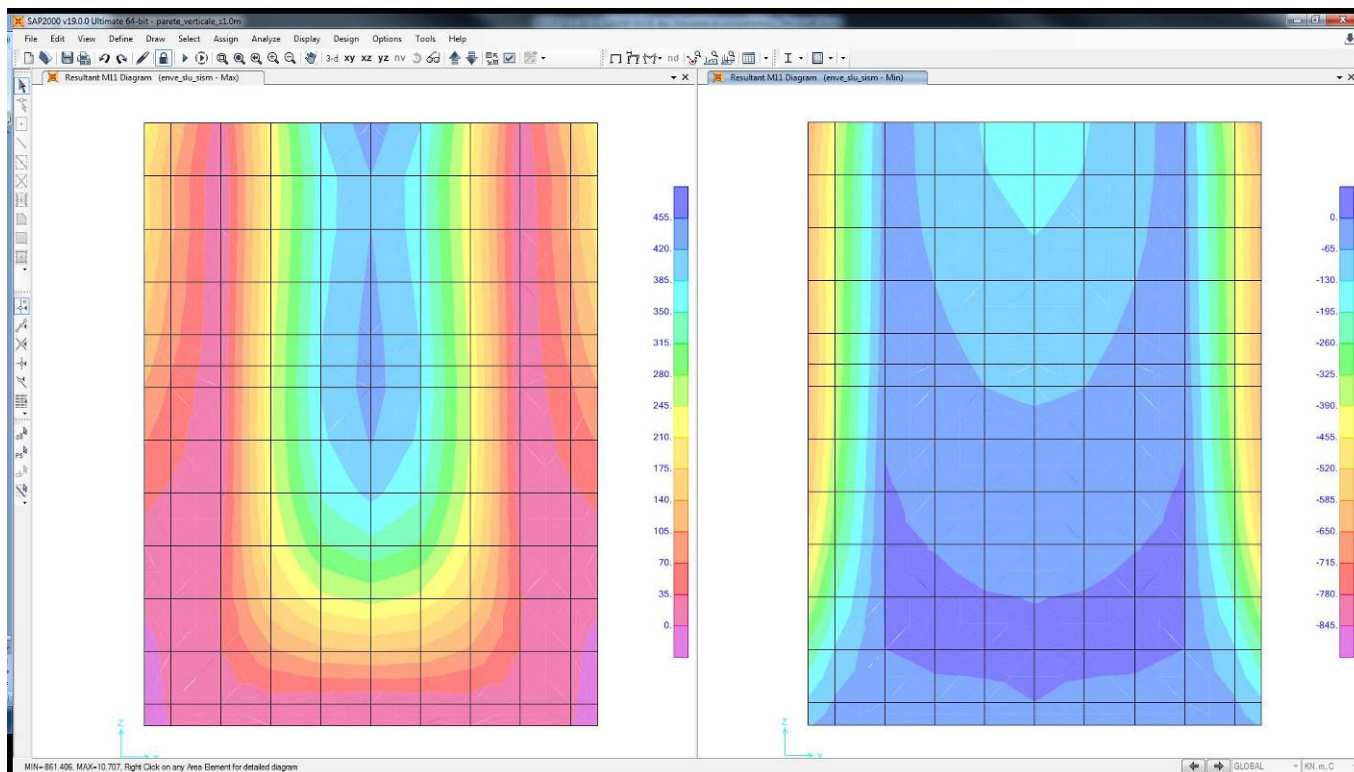 SAP2000 v19.0.0 Ultimate 64-bit - parete_verticale_s1.0m
File Edit View Define Draw Select Assign Analyze Display Design Options Tools Help
3-d xy xz yz nv nd
Resultant M11 Diagram (enve_slu_sism - Max)
Resultant M11 Diagram (enve_slu_sism - Min)
455.
420.
385.
350.
315.
280.
245.
210.
175.
140.
105.
70.
35.
0.
Z
0.
-65.
-130.
-195.
-260.
-325.
-390.
-455.
-520.
-585.
-650.
-715.
-780.
-845.
Z
MIN=-861.406, MAX=10.707, Right Click on any Area Element for detailed diagram
GLOBAL
KN, m, C